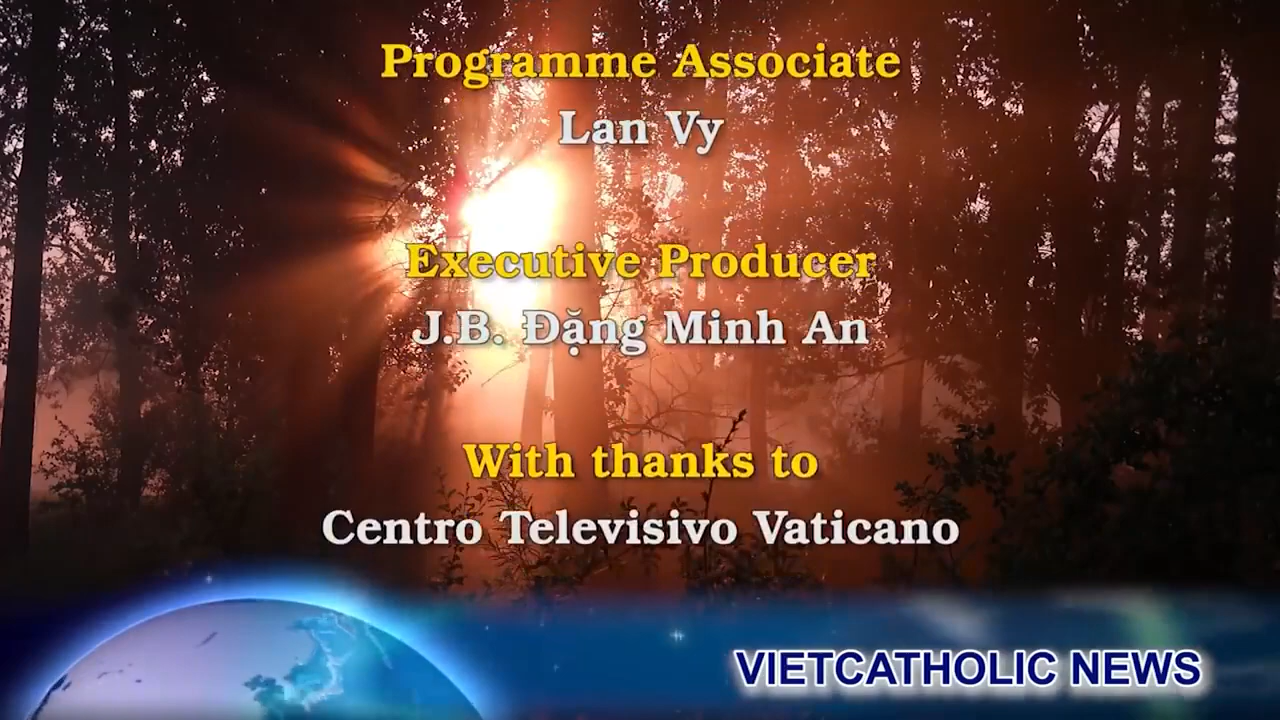 Programme Associate
Lan Vy
Executive Producer
J.B. Đặng Minh An
With thanks to
Centro Televisivo Vaticano
VIETCATHOLIC NEWS